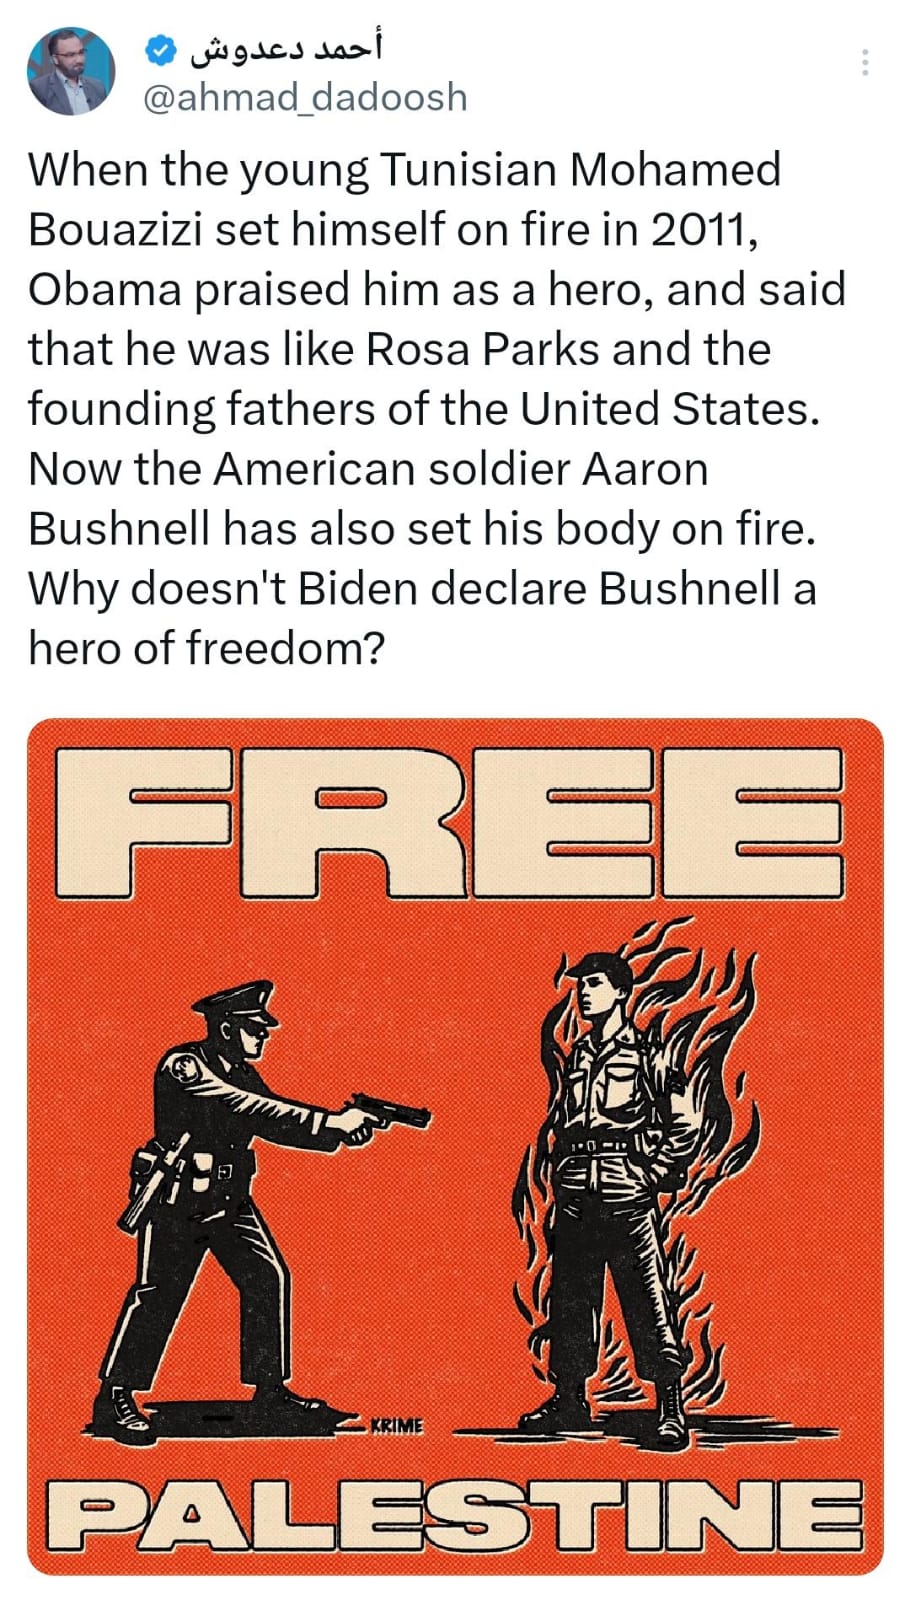 أحمد دعدوش
@ahmad_dadoosh
When the young Tunisian Mohamed
Bouazizi set himself on fire in 2011,
Obama praised him as a hero, and said
that he was like Rosa Parks and the
founding fathers of the United States.
Now the American soldier Aaron
Bushnell has also set his body on fire.
Why doesn't Biden declare Bushnell a
hero of freedom?
FREE
KRIME
PALESTINE